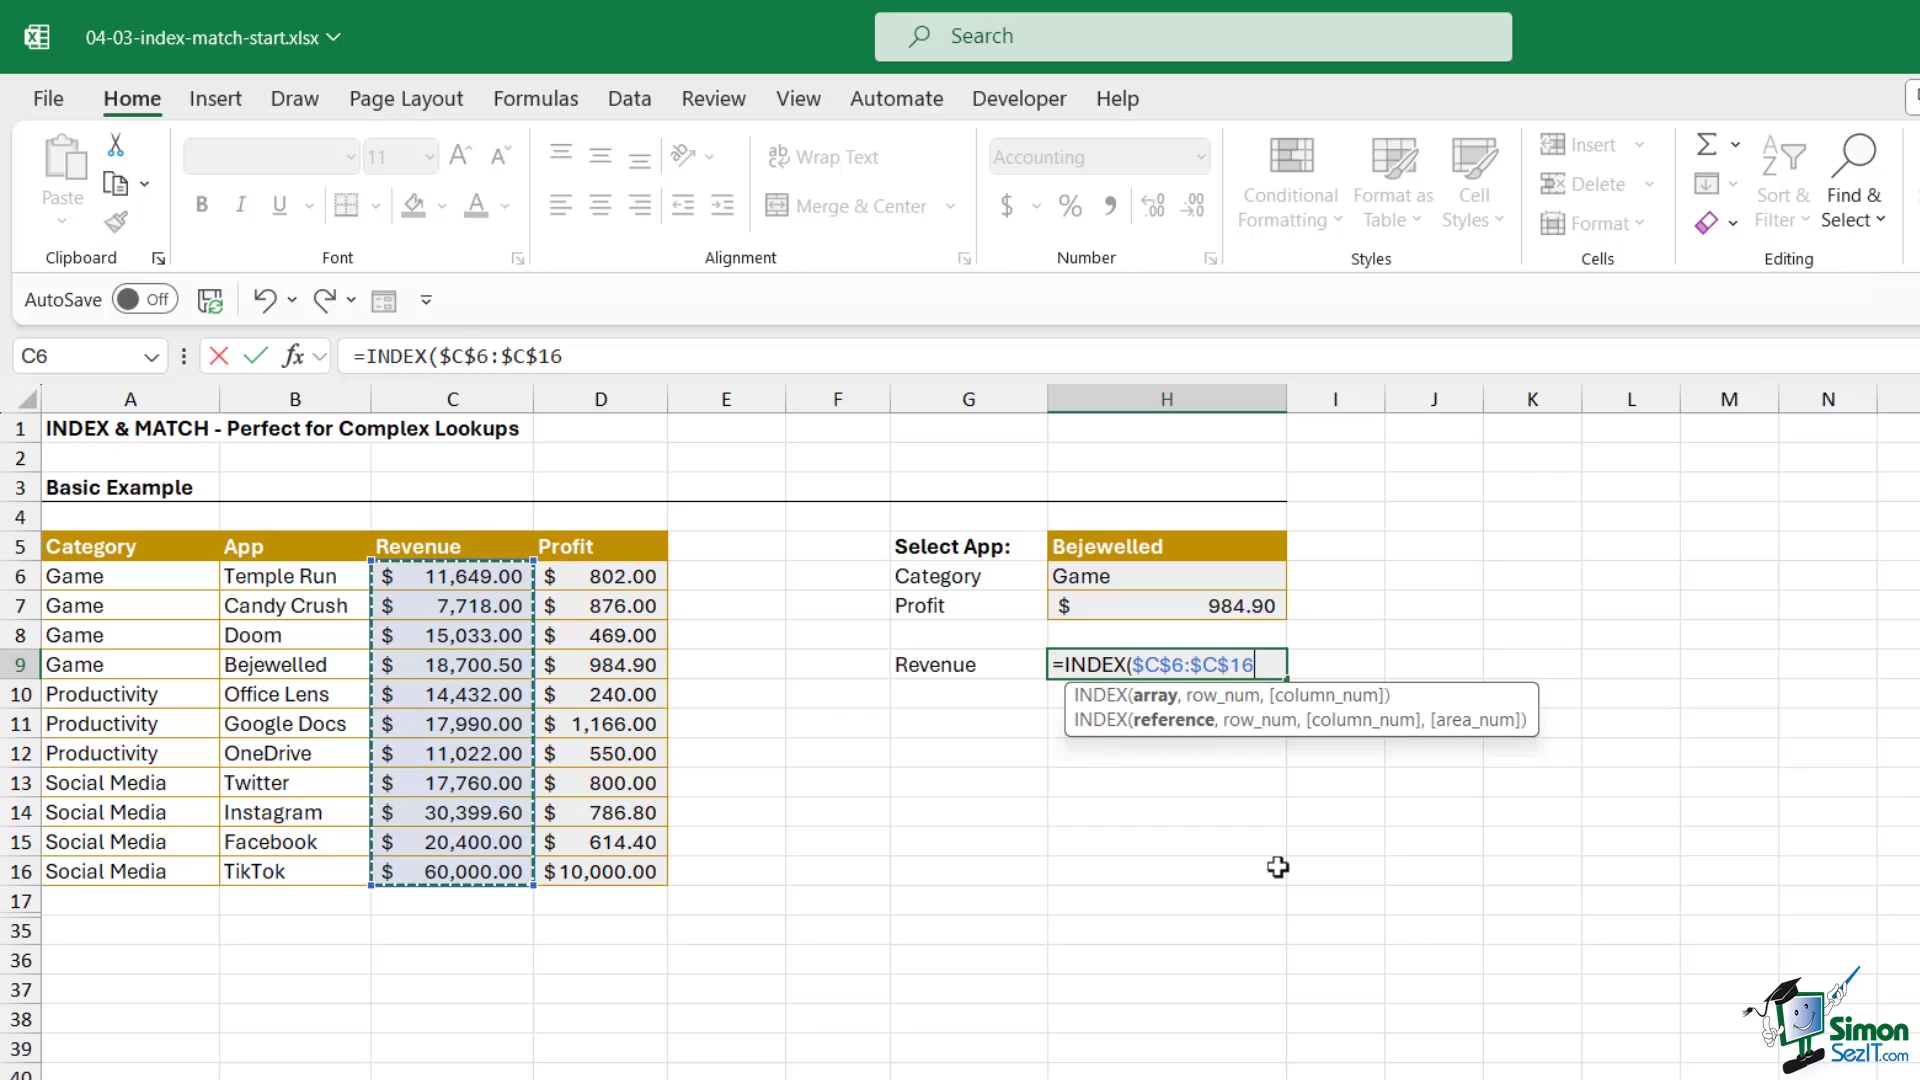 04-03-index-match-start.xlsx
Search
File Home Insert Draw Page Layout Formulas Data Review View Automate Developer Help
Paste
11
Wrap Text
Merge & Center
Accounting
Conditional Formatting
Format as Table
Cell Styles
Insert
Delete
Format
Sort & Filter
Find & Select
Clipboard Font Alignment Number Styles Cells Editing
AutoSave Off
C6 fx =INDEX($C$6:$C$16
A B C D E F G H I J K L M N
1 INDEX & MATCH - Perfect for Complex Lookups
2
3 Basic Example
4
5 Category App Revenue Profit Select App: Bejewelled
6 Game Temple Run $ 11,649.00 $ 802.00 Category Game
7 Game Candy Crush $ 7,718.00 $ 876.00 Profit $ 984.90
8 Game Doom $ 15,033.00 $ 469.00
9 Game Bejewelled $ 18,700.50 $ 984.90 Revenue =INDEX($C$6:$C$16
10 Productivity Office Lens $ 14,432.00 $ 240.00 INDEX(array, row_num, [column_num])
11 Productivity Google Docs $ 17,990.00 $ 1,166.00 INDEX(reference, row_num, [column_num], [area_num])
12 Productivity OneDrive $ 11,022.00 $ 550.00
13 Social Media Twitter $ 17,760.00 $ 800.00
14 Social Media Instagram $ 30,399.60 $ 786.80
15 Social Media Facebook $ 20,400.00 $ 614.40
16 Social Media TikTok $ 60,000.00 $10,000.00
17
35
36
37
38
39
40
Simon
SezIT.com